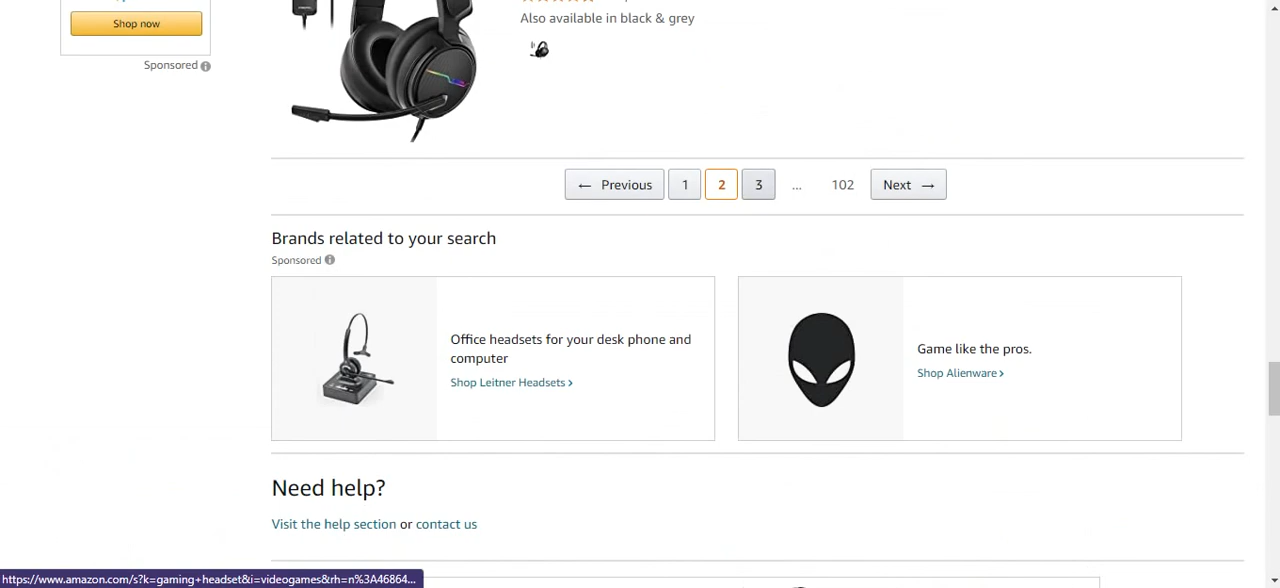 Shop now
Sponsored
Also available in black & grey
← Previous 1 2 3 ... 102 Next →
Brands related to your search
Sponsored
Office headsets for your desk phone and
computer
Shop Leitner Headsets ›
Game like the pros.
Shop Alienware ›
Need help?
Visit the help section or contact us
https://www.amazon.com/s?k=gaming+headset&i=videogames&rh=n%3A46864...